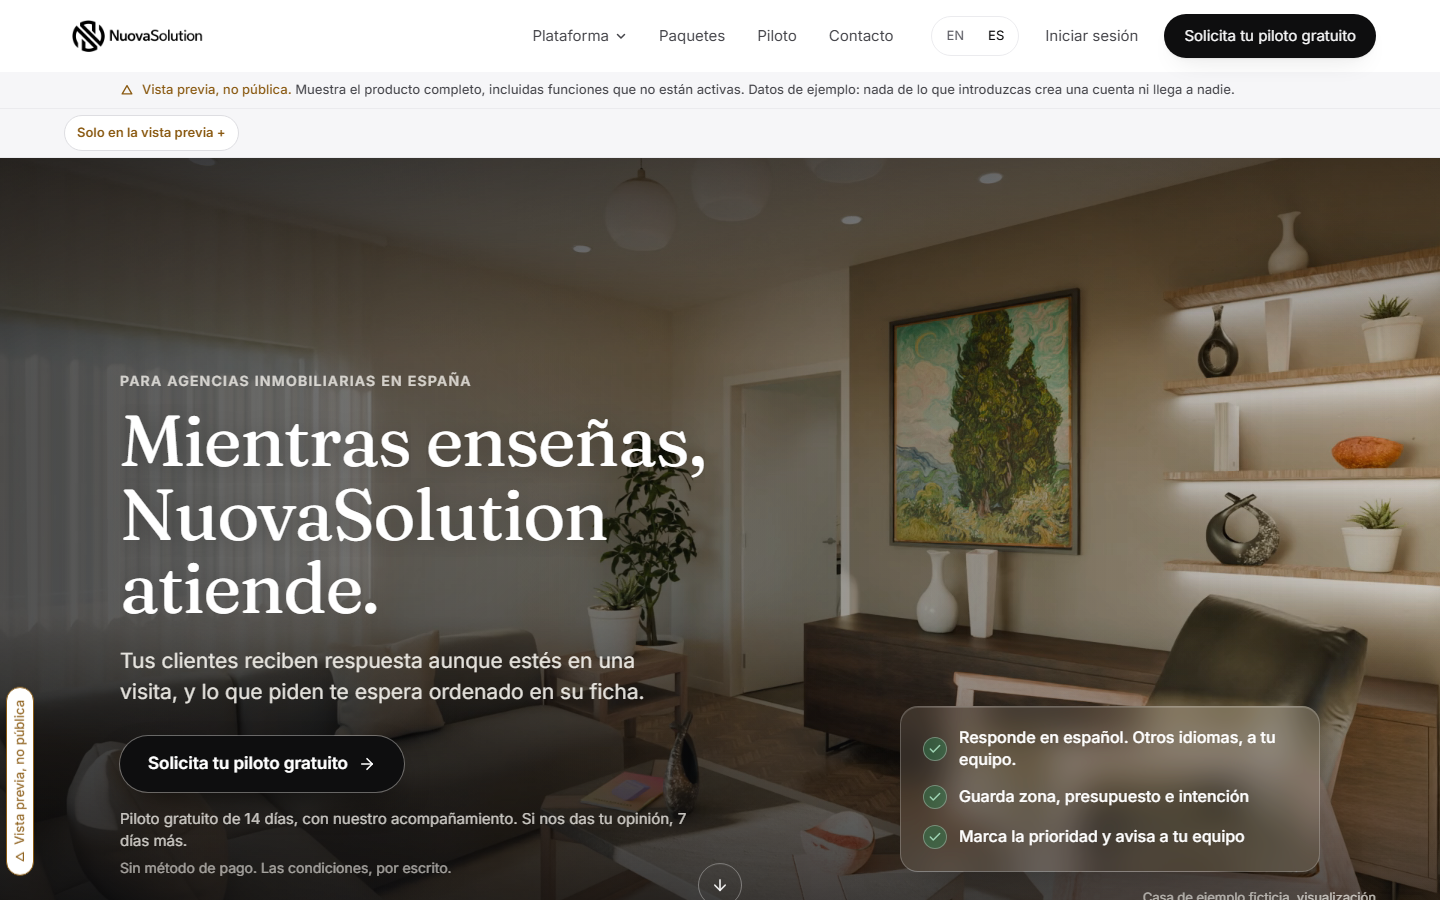 NuovaSolution
Plataforma
Paquetes
Piloto
Contacto
EN
ES
Iniciar sesión
Solicita tu piloto gratuito
Vista previa, no pública. Muestra el producto completo, incluidas funciones que no están activas. Datos de ejemplo: nada de lo que introduzcas crea una cuenta ni llega a nadie.
Solo en la vista previa +
PARA AGENCIAS INMOBILIARIAS EN ESPAÑA
Mientras enseñas,
NuovaSolution
atiende.
Tus clientes reciben respuesta aunque estés en una
visita, y lo que piden te espera ordenado en su ficha.
Solicita tu piloto gratuito
Piloto gratuito de 14 días, con nuestro acompañamiento. Si nos das tu opinión, 7
días más.
Sin método de pago. Las condiciones, por escrito.
Vista previa, no pública
Responde en español. Otros idiomas, a tu
equipo.
Guarda zona, presupuesto e intención
Marca la prioridad y avisa a tu equipo
Casa de ejemplo ficticia, visualización